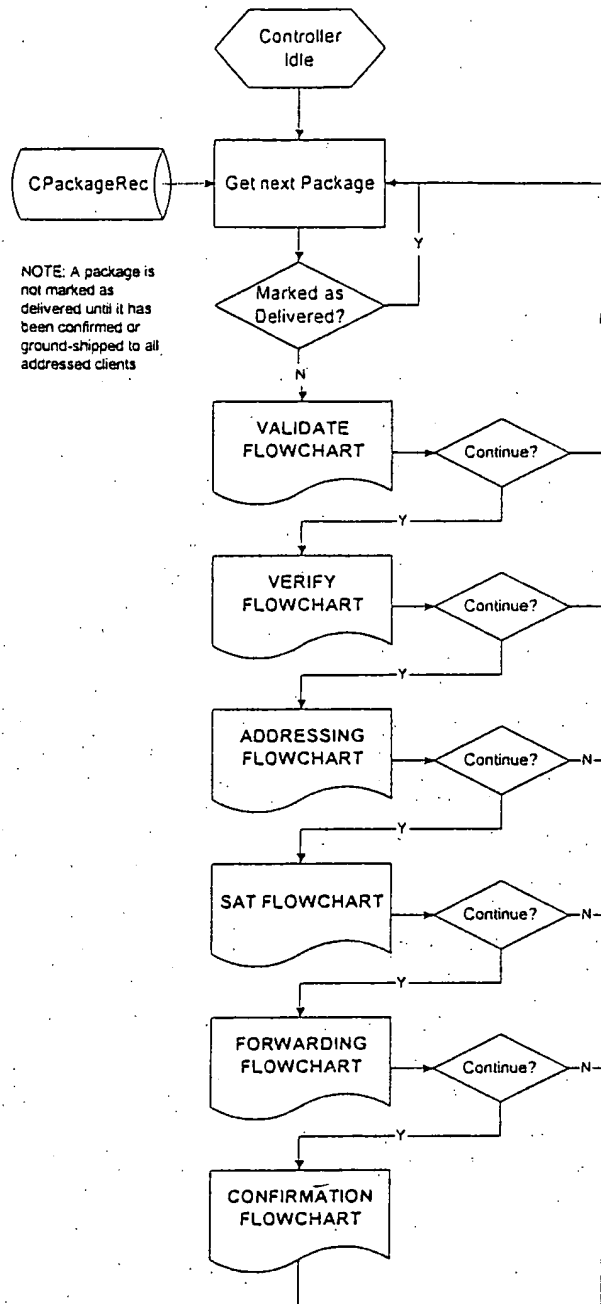 Controller
Idle
CPackageRec
Get next Package
Y
NOTE: A package is
not marked as
delivered until it has
been confirmed or
ground-shipped to all
addressed clients
Marked as
Delivered?
N
VALIDATE
FLOWCHART
Continue?
Y
VERIFY
FLOWCHART
Continue?
Y
ADDRESSING
FLOWCHART
Continue?
N
Y
SAT FLOWCHART
Continue?
N
Y
FORWARDING
FLOWCHART
Continue?
N
Y
CONFIRMATION
FLOWCHART